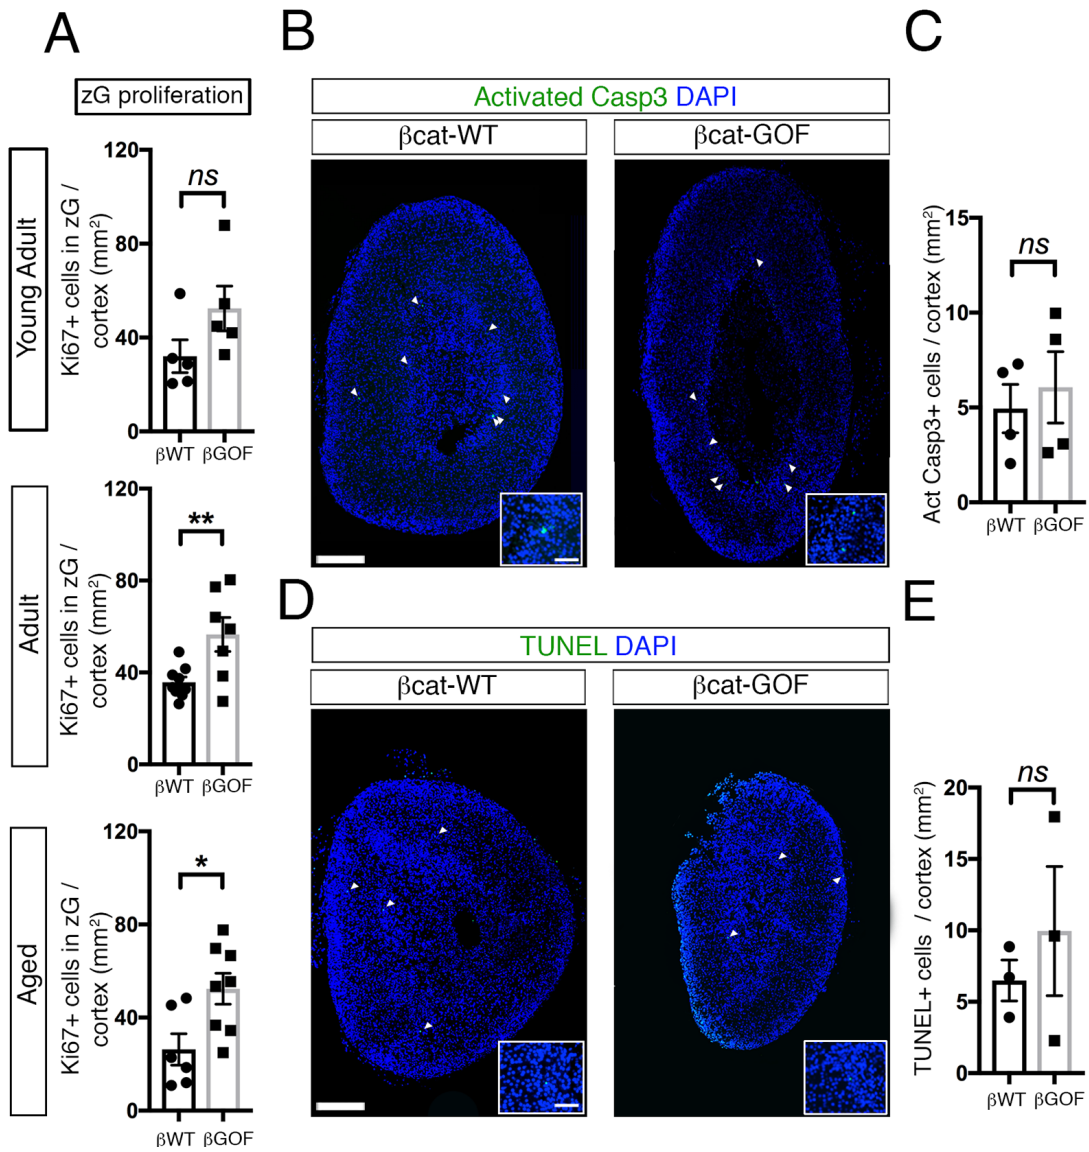 A
zG proliferation
Young Adult
Ki67+ cells in zG /
cortex (mm²)
120
80
40
0
ns
βWT βGOF
Adult
Ki67+ cells in zG /
cortex (mm²)
120
80
40
0
**
βWT βGOF
Aged
Ki67+ cells in zG /
cortex (mm²)
120
80
40
0
*
βWT βGOF
B
Activated Casp3 DAPI
βcat-WT
βcat-GOF
C
Act Casp3+ cells / cortex (mm²)
15
10
5
0
ns
βWT βGOF
D
TUNEL DAPI
βcat-WT
βcat-GOF
E
TUNEL+ cells / cortex (mm²)
20
15
10
5
0
ns
βWT βGOF